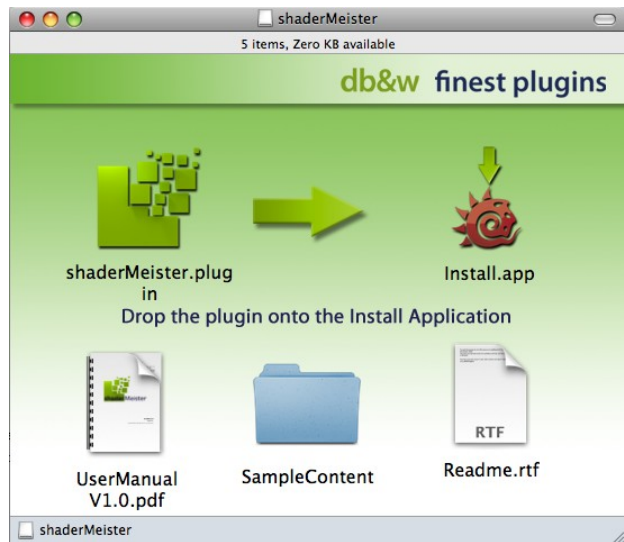 shaderMeister
5 items, Zero KB available
db&w finest plugins
shaderMeister.plug
in
Install.app
Drop the plugin onto the Install Application
shaderMeister
RTF
UserManual
V1.0.pdf
SampleContent
Readme.rtf
shaderMeister